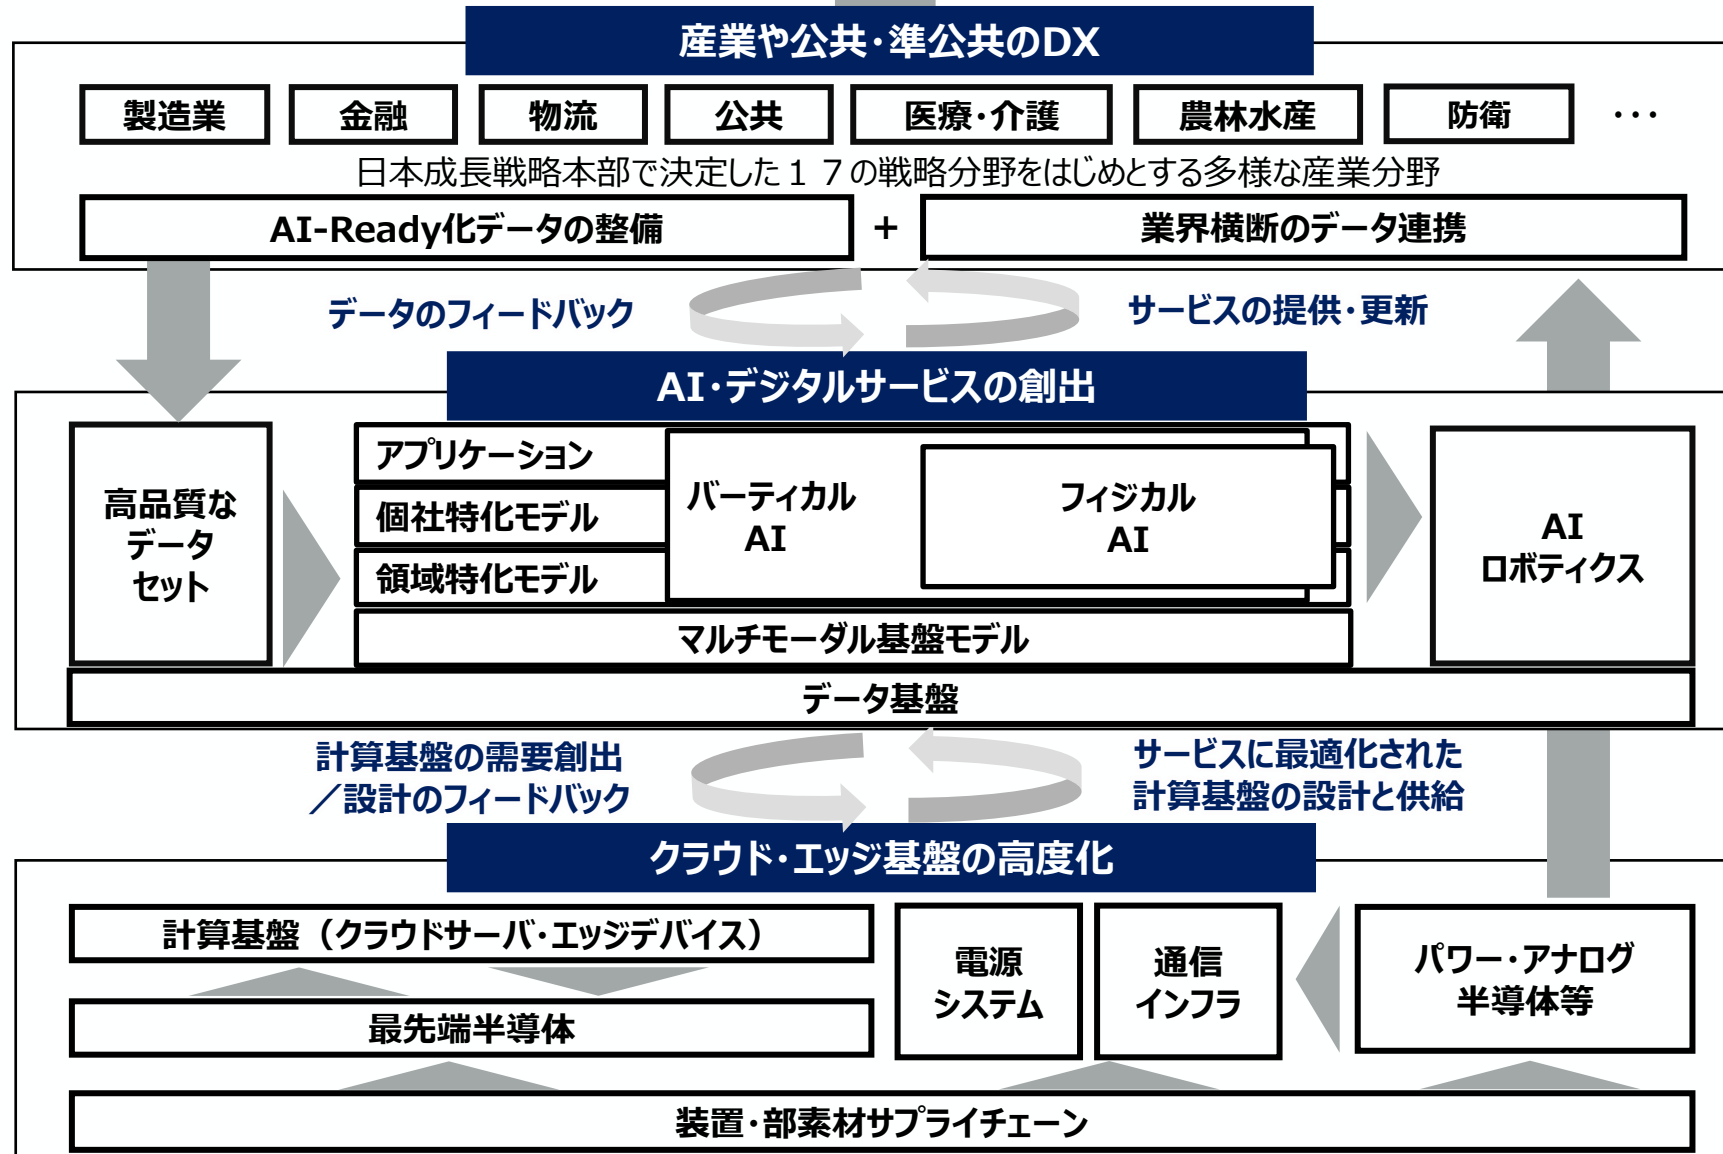 産業や公共・準公共のDX
製造業
金融
物流
公共
医療・介護
農林水産
防衛
・・・
日本成長戦略本部で決定した１７の戦略分野をはじめとする多様な産業分野
AI-Ready化データの整備
+
業界横断のデータ連携
データのフィードバック
サービスの提供・更新
AI・デジタルサービスの創出
高品質な
データ
セット
アプリケーション
個社特化モデル
領域特化モデル
バーティカル
AI
フィジカル
AI
マルチモーダル基盤モデル
AI
ロボティクス
データ基盤
計算基盤の需要創出
／設計のフィードバック
サービスに最適化された
計算基盤の設計と供給
クラウド・エッジ基盤の高度化
計算基盤（クラウドサーバ・エッジデバイス）
最先端半導体
電源
システム
通信
インフラ
パワー・アナログ
半導体等
装置・部素材サプライチェーン